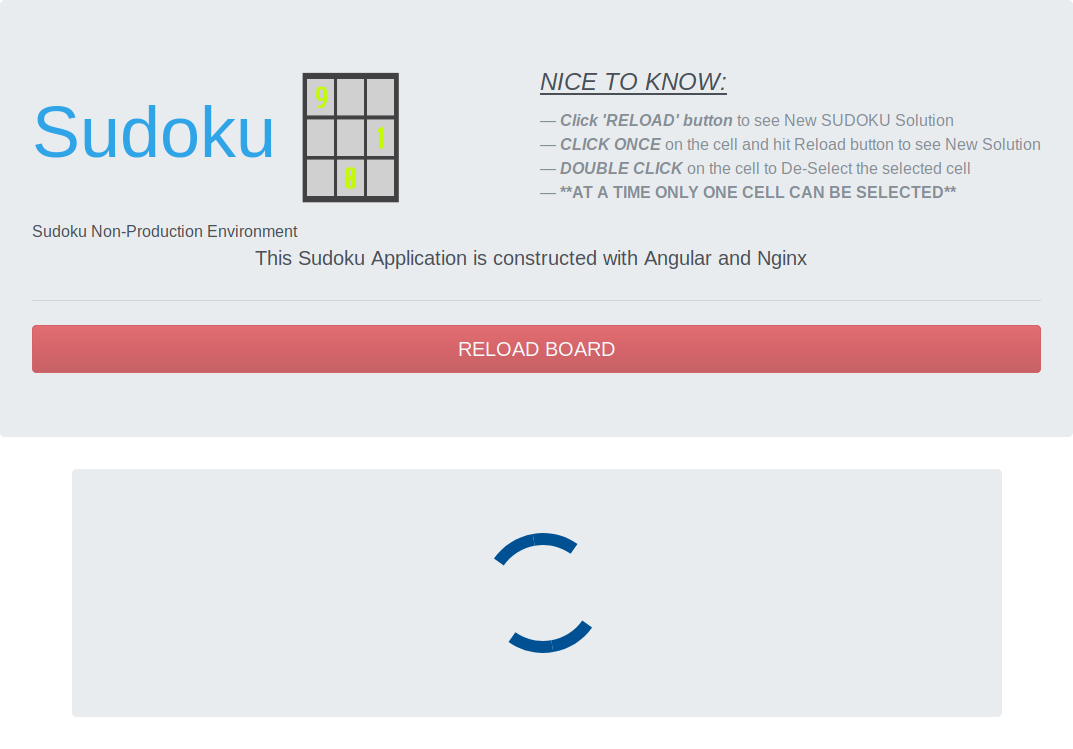 Sudoku
9
1
8
NICE TO KNOW:
— Click 'RELOAD' button to see New SUDOKU Solution
— CLICK ONCE on the cell and hit Reload button to see New Solution
— DOUBLE CLICK on the cell to De-Select the selected cell
— **AT A TIME ONLY ONE CELL CAN BE SELECTED**
Sudoku Non-Production Environment
This Sudoku Application is constructed with Angular and Nginx
RELOAD BOARD